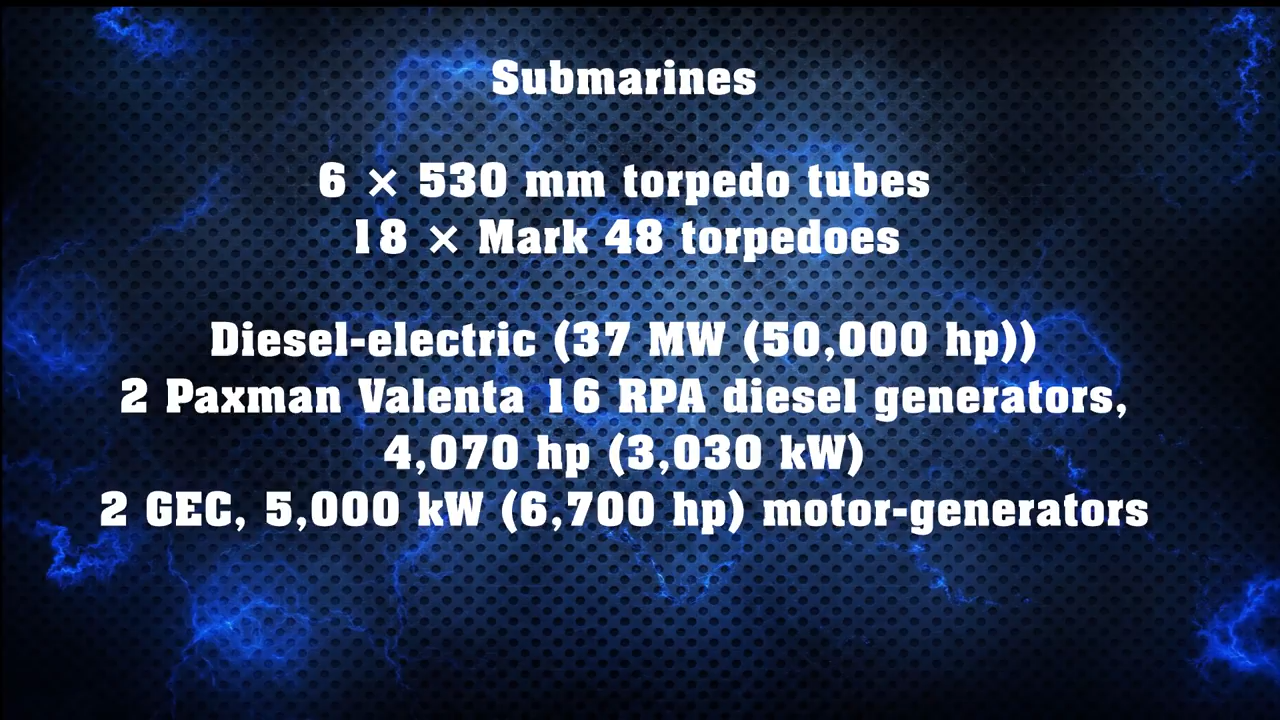 Submarines
6 × 530 mm torpedo tubes
18 × Mark 48 torpedoes
Diesel-electric (37 MW (50,000 hp))
2 Paxman Valenta 16 RPA diesel generators,
4,070 hp (3,030 kW)
2 GEC, 5,000 kW (6,700 hp) motor-generators